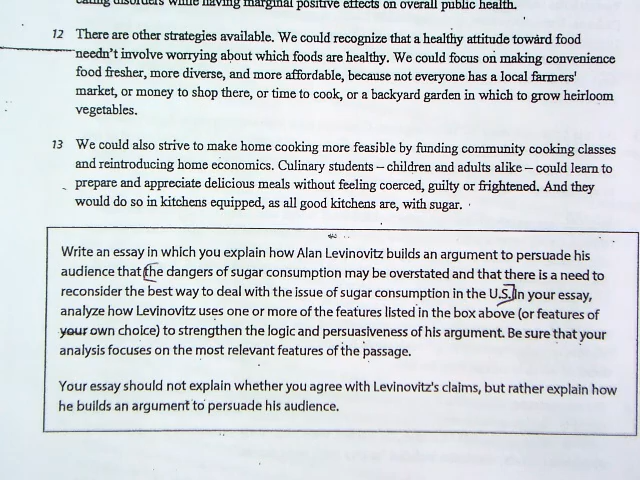 eating disorders while having marginal positive effects on overall public health.
12 There are other strategies available. We could recognize that a healthy attitude toward food
needn't involve worrying about which foods are healthy. We could focus on making convenience
food fresher, more diverse, and more affordable, because not everyone has a local farmers'
market, or money to shop there, or time to cook, or a backyard garden in which to grow heirloom
vegetables.
13 We could also strive to make home cooking more feasible by funding community cooking classes
and reintroducing home economics. Culinary students – children and adults alike – could learn to
prepare and appreciate delicious meals without feeling coerced, guilty or frightened. And they
would do so in kitchens equipped, as all good kitchens are, with sugar.
Write an essay in which you explain how Alan Levinovitz builds an argument to persuade his
audience that the dangers of sugar consumption may be overstated and that there is a need to
reconsider the best way to deal with the issue of sugar consumption in the U.S. In your essay,
analyze how Levinovitz uses one or more of the features listed in the box above (or features of
your own choice) to strengthen the logic and persuasiveness of his argument. Be sure that your
analysis focuses on the most relevant features of the passage.
Your essay should not explain whether you agree with Levinovitz's claims, but rather explain how
he builds an argument to persuade his audience.